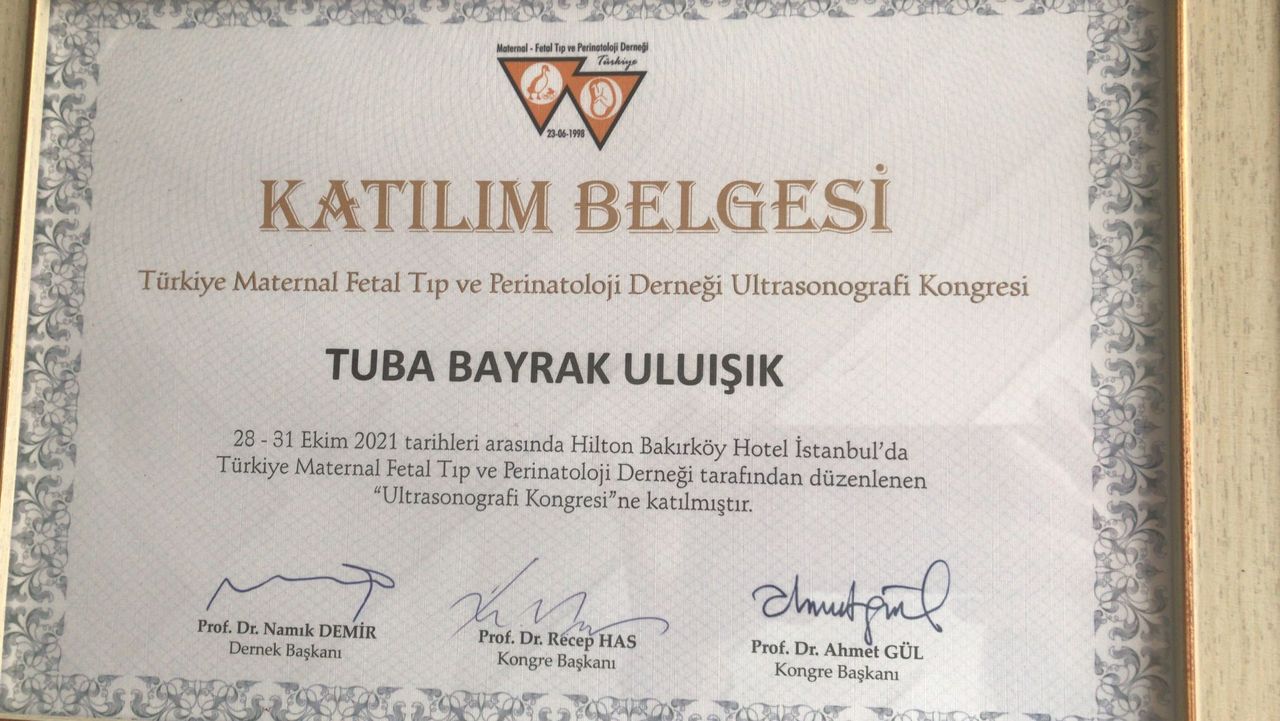 Maternal - Fetal Tıp ve Perinatoloji Derneği
Türkiye
23-06-1998
KATILIM BELGESİ
Türkiye Maternal Fetal Tıp ve Perinatoloji Derneği Ultrasonografi Kongresi
TUBA BAYRAK ULUIŞIK
28 - 31 Ekim 2021 tarihleri arasında Hilton Bakırköy Hotel İstanbul'da
Türkiye Maternal Fetal Tıp ve Perinatoloji Derneği tarafından düzenlenen
“Ultrasonografi Kongresi”ne katılmıştır.
Prof. Dr. Namık DEMİR
Dernek Başkanı
Prof. Dr. Recep HAS
Kongre Başkanı
Prof. Dr. Ahmet GÜL
Kongre Başkanı